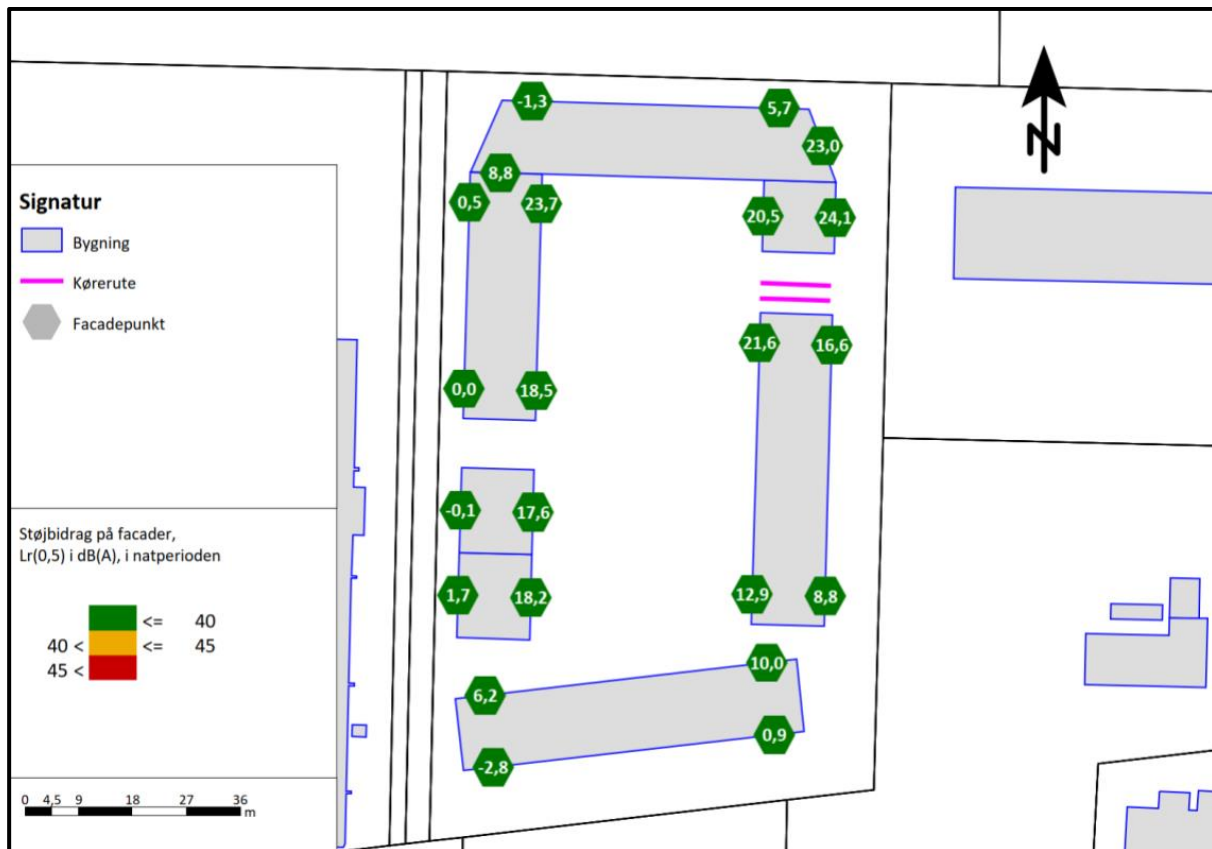 -1,3
5,7
N
23,0
8,8
0,5
23,7
20,5
24,1
Signatur
Bygning
Kørerute
Facadepunkt
21,6
16,6
0,0
18,5
-0,1
17,6
Støjbidrag på facader,
Lr(0,5) i dB(A), i natperioden
1,7
18,2
12,9
8,8
<= 40
40 < <= 45
45 <
10,0
6,2
0,9
-2,8
0 4,5 9 18 27 36
m